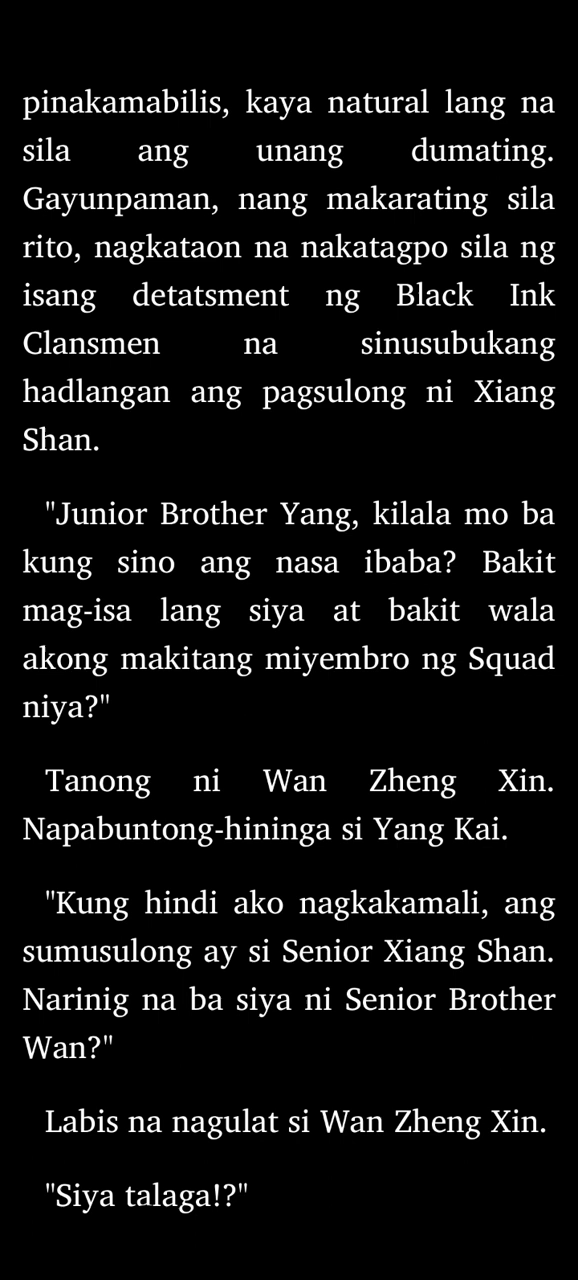 pinakamabilis, kaya natural lang na
sila ang unang dumating.
Gayunpaman, nang makarating sila
rito, nagkataon na nakatagpo sila ng
isang detatsment ng Black Ink
Clansmen na sinusubukang
hadlangan ang pagsulong ni Xiang
Shan.
"Junior Brother Yang, kilala mo ba
kung sino ang nasa ibaba? Bakit
mag-isa lang siya at bakit wala
akong makitang miyembro ng Squad
niya?"
Tanong ni Wan Zheng Xin.
Napabuntong-hininga si Yang Kai.
"Kung hindi ako nagkakamali, ang
sumusulong ay si Senior Xiang Shan.
Narinig na ba siya ni Senior Brother
Wan?"
Labis na nagulat si Wan Zheng Xin.
"Siya talaga!?"